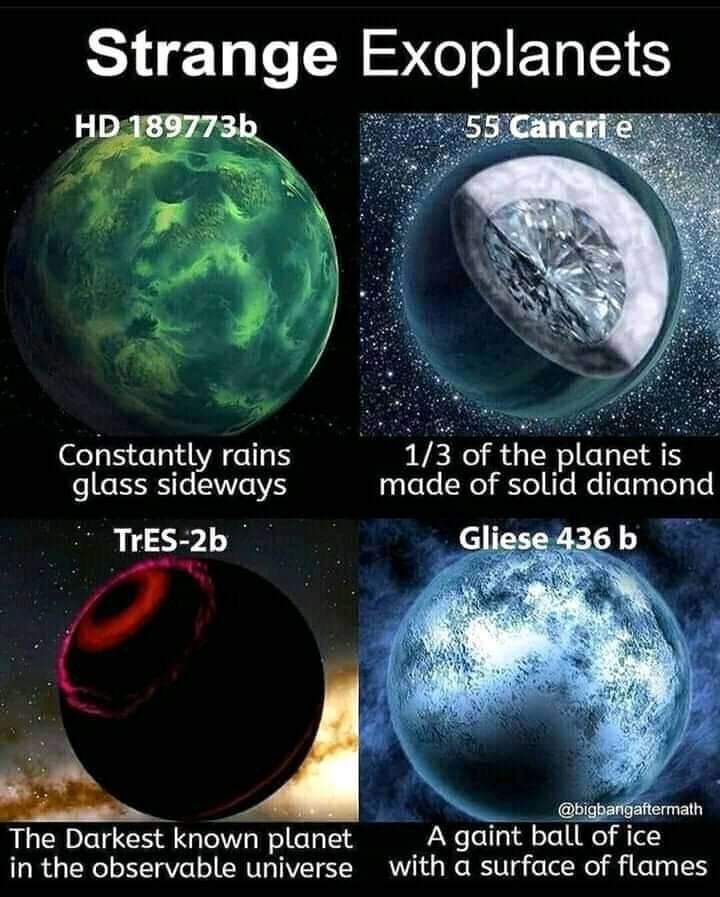 Strange Exoplanets
HD 189773b
55 Cancri e
Constantly rains
glass sideways
1/3 of the planet is
made of solid diamond
TrES-2b
Gliese 436 b
@bigbangaftermath
The Darkest known planet
in the observable universe
A gaint ball of ice
with a surface of flames